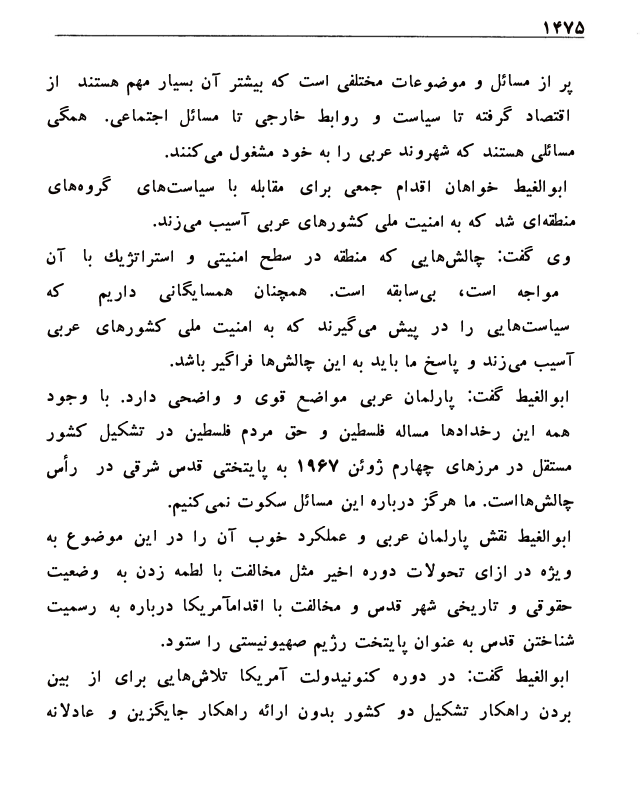 ۱۴۷۵
پر از مسائل و موضوعات مختلفی است که بیشتر آن بسیار مهم هستند از
اقتصاد گرفته تا سیاست و روابط خارجی تا مسائل اجتماعی. همگی
مسائلی هستند که شهروند عربی را به خود مشغول می‌کنند.
ابوالغیط خواهان اقدام جمعی برای مقابله با سیاست‌های گروه‌های
منطقه‌ای شد که به امنیت ملی کشورهای عربی آسیب می‌زند.
وی گفت: چالش‌هایی که منطقه در سطح امنیتی و استراتژیك با آن
مواجه است، بی‌سابقه است. همچنان همسایگانی داریم که
سیاست‌هایی را در پیش می‌گیرند که به امنیت ملی کشورهای عربی
آسیب می‌زند و پاسخ ما باید به این چالش‌ها فراگیر باشد.
ابوالغیط گفت: پارلمان عربی مواضع قوی و واضحی دارد. با وجود
همه این رخدادها مساله فلسطین و حق مردم فلسطین در تشکیل کشور
مستقل در مرزهای چهارم ژوئن ۱۹۶۷ به پایتختی قدس شرقی در رأس
چالش‌هااست. ما هرگز درباره این مسائل سکوت نمی‌کنیم.
ابوالغیط نقش پارلمان عربی و عملکرد خوب آن را در این موضوع به
ویژه در ازای تحولات دوره اخیر مثل مخالفت با لطمه زدن به وضعیت
حقوقی و تاریخی شهر قدس و مخالفت با اقدامآمریکا درباره به رسمیت
شناختن قدس به عنوان پایتخت رژیم صهیونیستی را ستود.
ابوالغیط گفت: در دوره کنونیدولت آمریکا تلاش‌هایی برای از بین
بردن راهکار تشکیل دو کشور بدون ارائه راهکار جایگزین و عادلانه